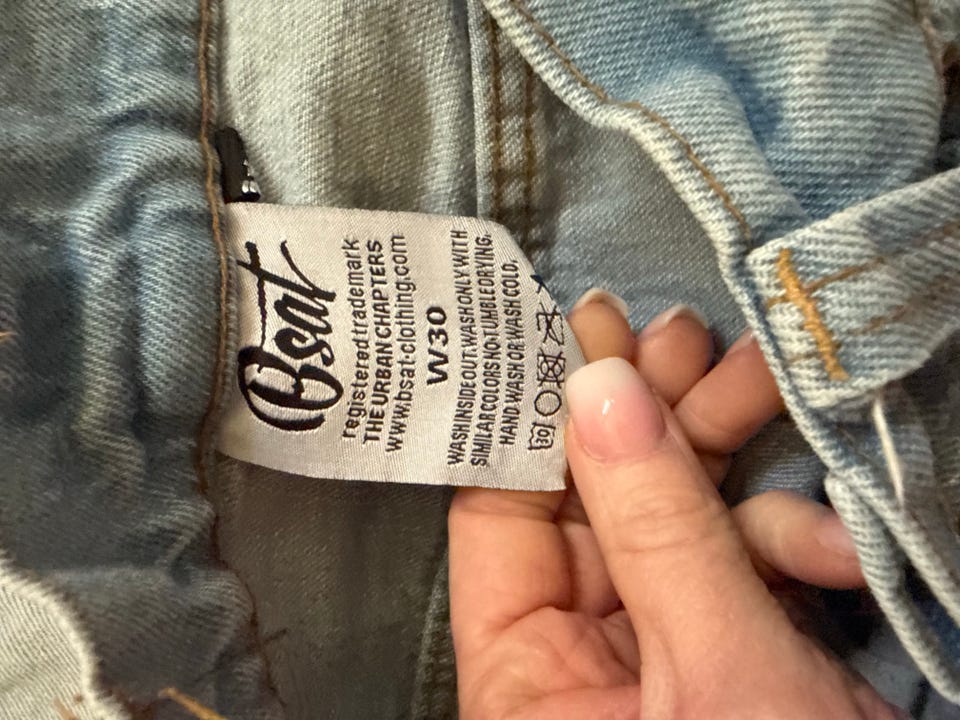 Bsat
registered trademark
THE URBAN CHAPTERS
www.bsat-clothing.com
W30
WASH INSIDE OUT. WASH ONLY WITH
SIMILAR COLORS. NO TUMBLE DRYING.
HAND WASH OR WASH COLD.
30